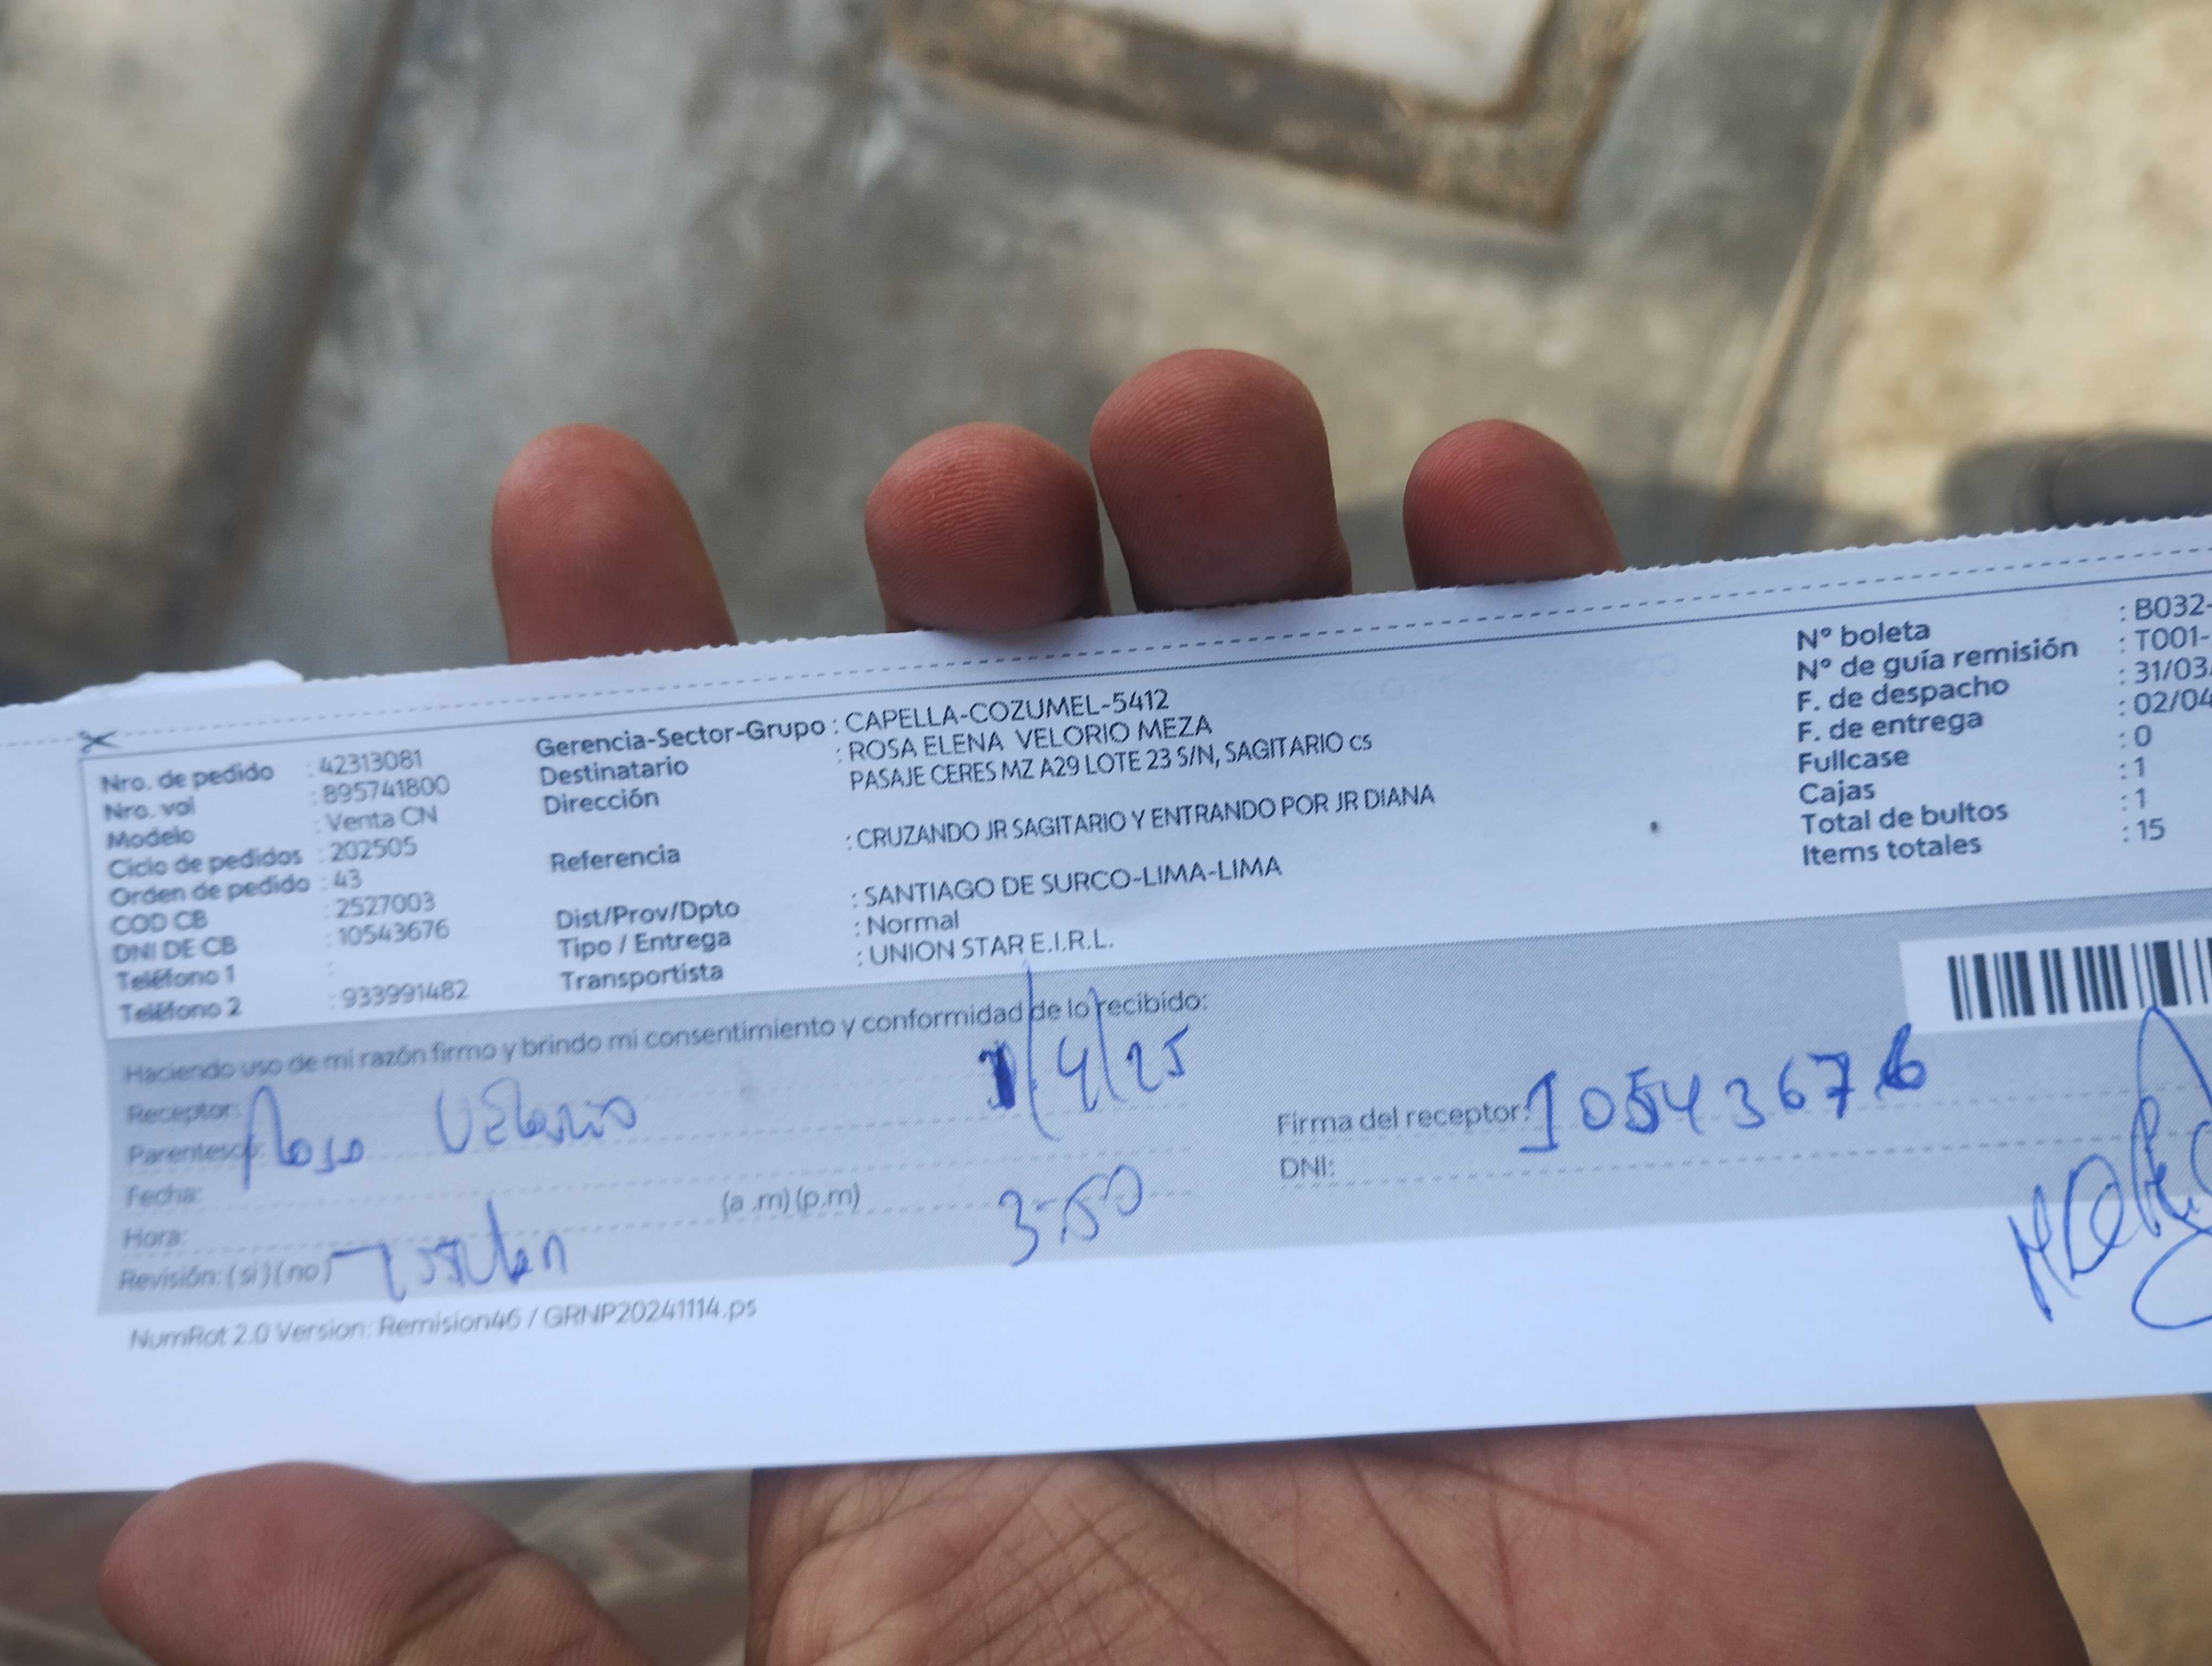 Nro. de pedido : 42313081
Nro. vol : 895741800
Modelo : Venta CN
Ciclo de pedidos : 202505
Orden de pedido : 43
COD CB : 2527003
DNI DE CB : 10543676
Teléfono 1 :
Teléfono 2 : 933991482
Gerencia-Sector-Grupo : CAPELLA-COZUMEL-5412
Destinatario : ROSA ELENA VELORIO MEZA
Dirección PASAJE CERES MZ A29 LOTE 23 S/N, SAGITARIO CS
Referencia : CRUZANDO JR SAGITARIO Y ENTRANDO POR JR DIANA
Dist/Prov/Dpto : SANTIAGO DE SURCO-LIMA-LIMA
Tipo / Entrega : Normal
Transportista : UNION STAR E.I.R.L.
N° boleta : B032-
N° de guía remisión : T001-
F. de despacho : 31/03
F. de entrega : 02/04
Fullcase : 0
Cajas : 1
Total de bultos : 1
Items totales : 15
Haciendo uso de mi razón firmo y brindo mi consentimiento y conformidad de lo recibido:
Receptor: 1/4/25
Parentesco: Rosa Velorio
Fecha:
Hora: (a .m) (p.m) 3:50
Revisión: ( si ) ( no ) Titular
Firma del receptor: 10543676
DNI:
NumRot 2.0 Version: Remision46 / GRNP20241114.ps